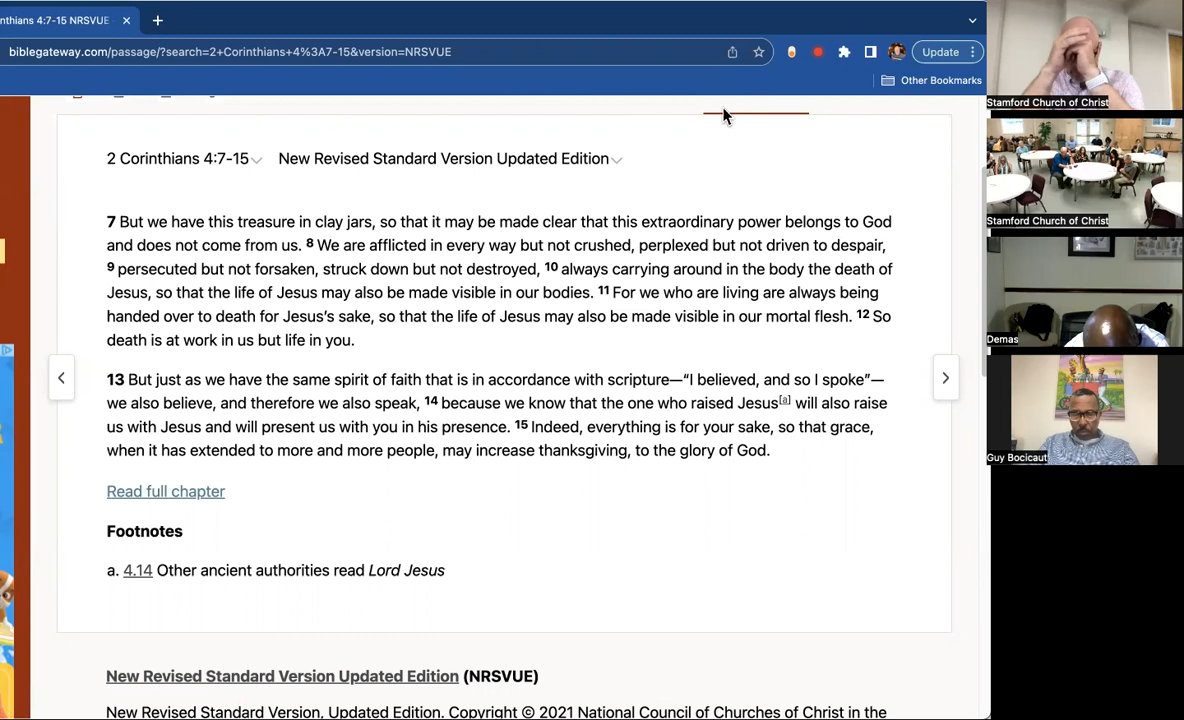 nthians 4:7-15 NRSVUE
biblegateway.com/passage/?search=2+Corinthians+4%3A7-15&version=NRSVUE
Update
Other Bookmarks
2 Corinthians 4:7-15 New Revised Standard Version Updated Edition
7 But we have this treasure in clay jars, so that it may be made clear that this extraordinary power belongs to God
and does not come from us. 8 We are afflicted in every way but not crushed, perplexed but not driven to despair,
9 persecuted but not forsaken, struck down but not destroyed, 10 always carrying around in the body the death of
Jesus, so that the life of Jesus may also be made visible in our bodies. 11 For we who are living are always being
handed over to death for Jesus’s sake, so that the life of Jesus may also be made visible in our mortal flesh. 12 So
death is at work in us but life in you.
13 But just as we have the same spirit of faith that is in accordance with scripture—“I believed, and so I spoke”—
we also believe, and therefore we also speak, 14 because we know that the one who raised Jesus[a] will also raise
us with Jesus and will present us with you in his presence. 15 Indeed, everything is for your sake, so that grace,
when it has extended to more and more people, may increase thanksgiving, to the glory of God.
Read full chapter
Footnotes
a. 4.14 Other ancient authorities read Lord Jesus
New Revised Standard Version Updated Edition (NRSVUE)
New Revised Standard Version, Updated Edition. Copyright © 2021 National Council of Churches of Christ in the
Stamford Church of Christ
Stamford Church of Christ
Demas
Guy Bocicaut